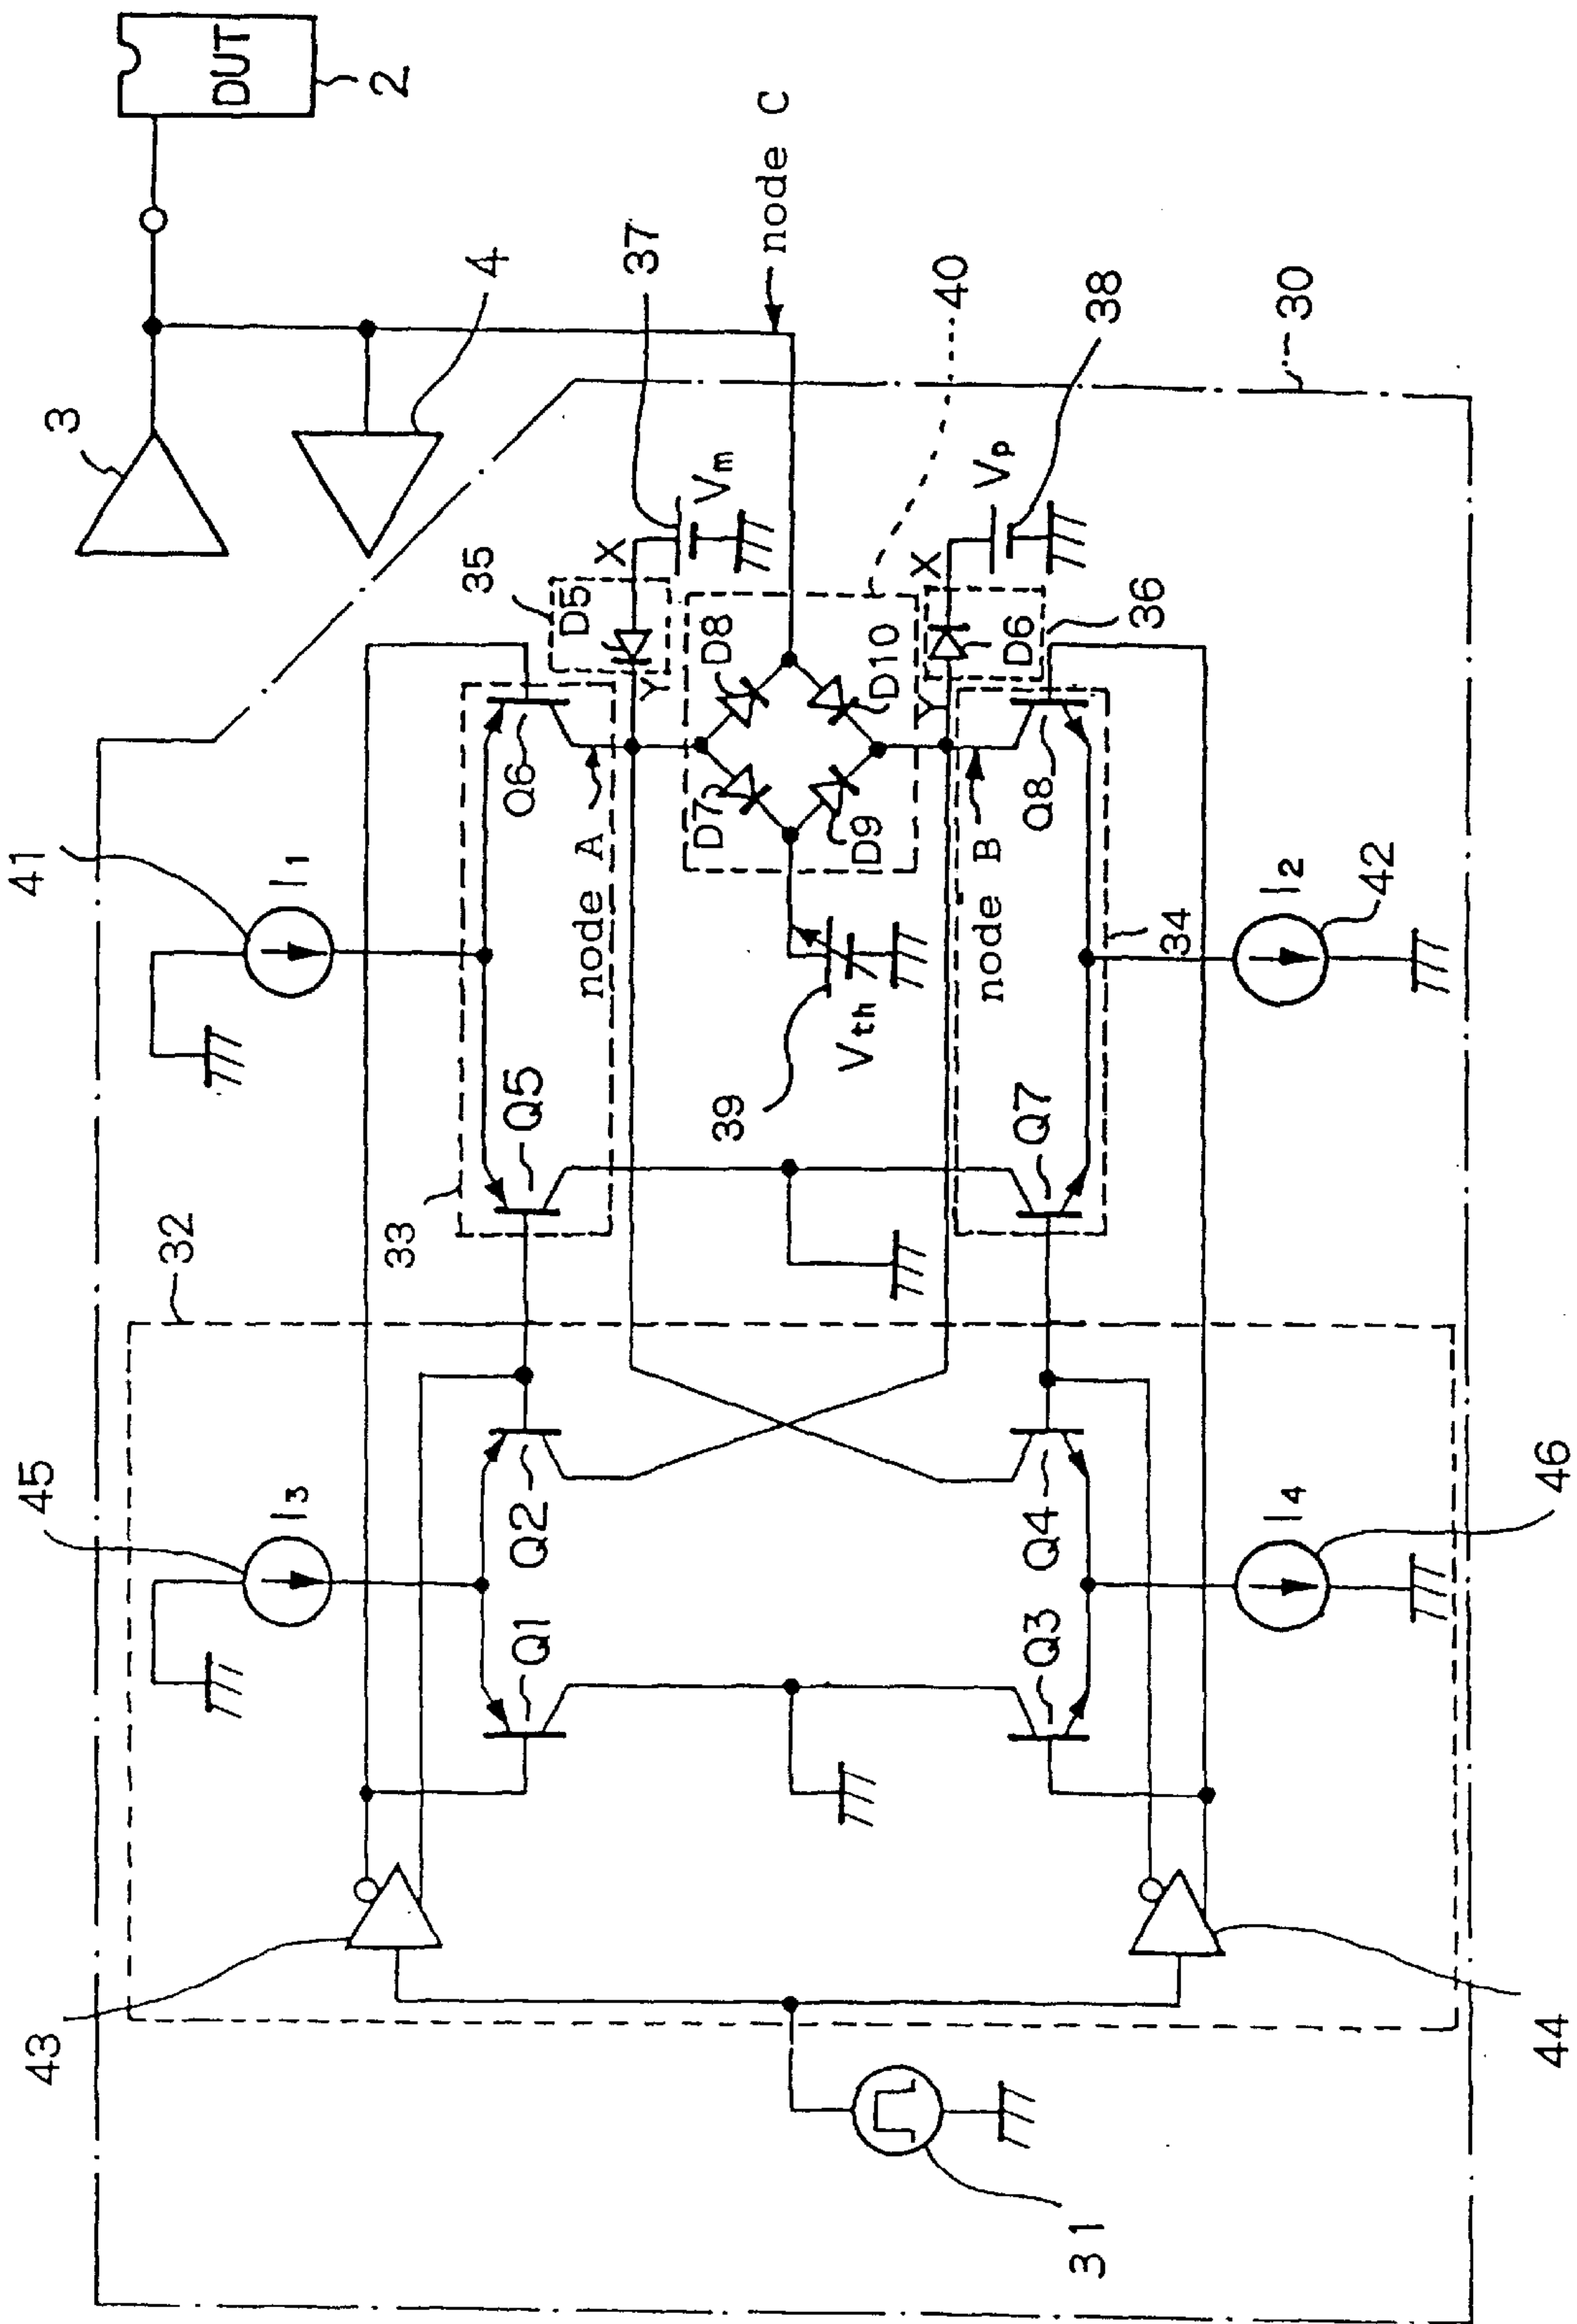 DUT
2
3
4
node C
37
40
38
30
35
D5
X
Vm
X
Vp
36
D6
Y
Y
D8
D10
D7
D9
41
I1
Q6
node A
Q8
node B
34
I2
42
39
Vth
Q5
Q7
33
32
45
I3
Q2
Q4
I4
46
Q1
Q3
43
44
31